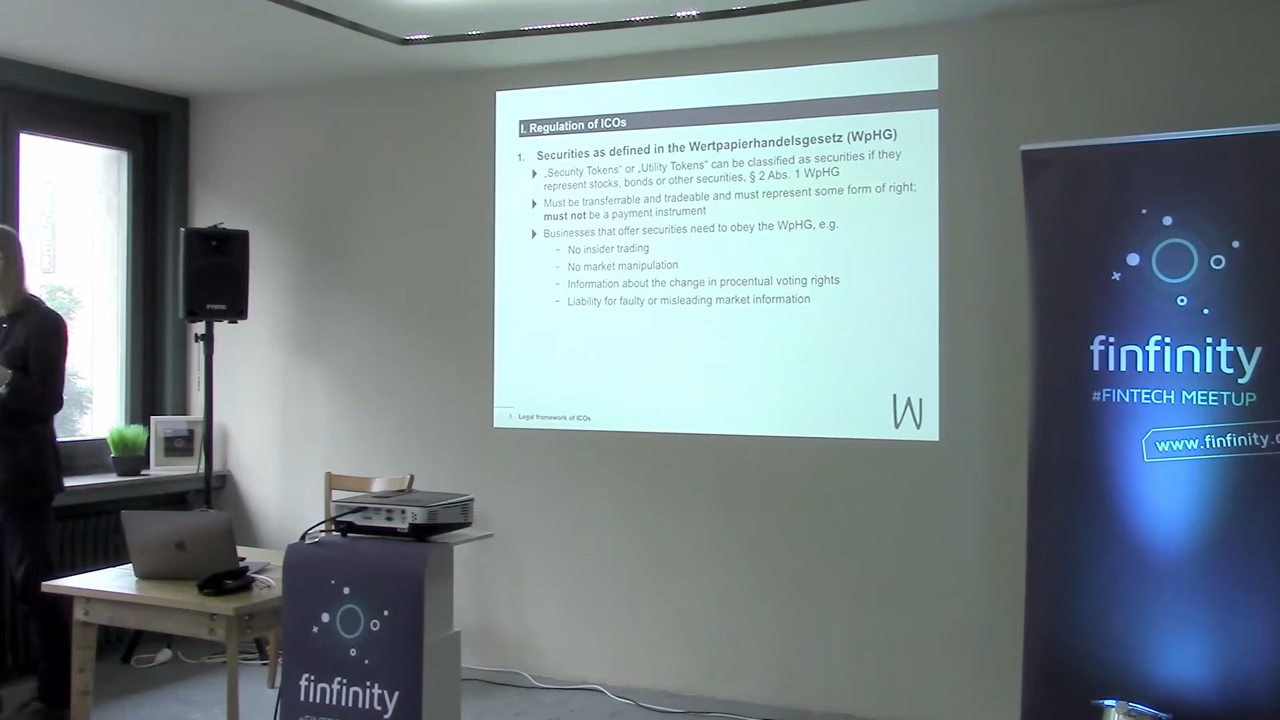 I. Regulation of ICOs
1. Securities as defined in the Wertpapierhandelsgesetz (WpHG)
„Security Tokens“ or „Utility Tokens“ can be classified as securities if they
represent stocks, bonds or other securities, § 2 Abs. 1 WpHG
Must be transferrable and tradeable and must represent some form of right;
must not be a payment instrument
Businesses that offer securities need to obey the WpHG, e.g.
- No insider trading
- No market manipulation
- Information about the change in procentual voting rights
- Liability for faulty or misleading market information
Legal framework of ICOs
W
finfinity
#FINTECH MEETUP
www.finfinity.
finfinity